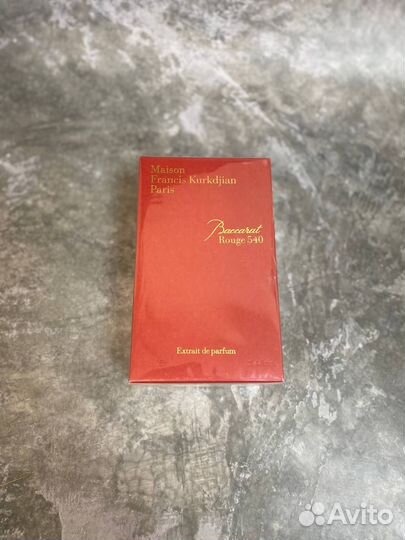 Maison
Francis Kurkdjian
Paris
Baccarat
Rouge 540
Extrait de parfum
Avito